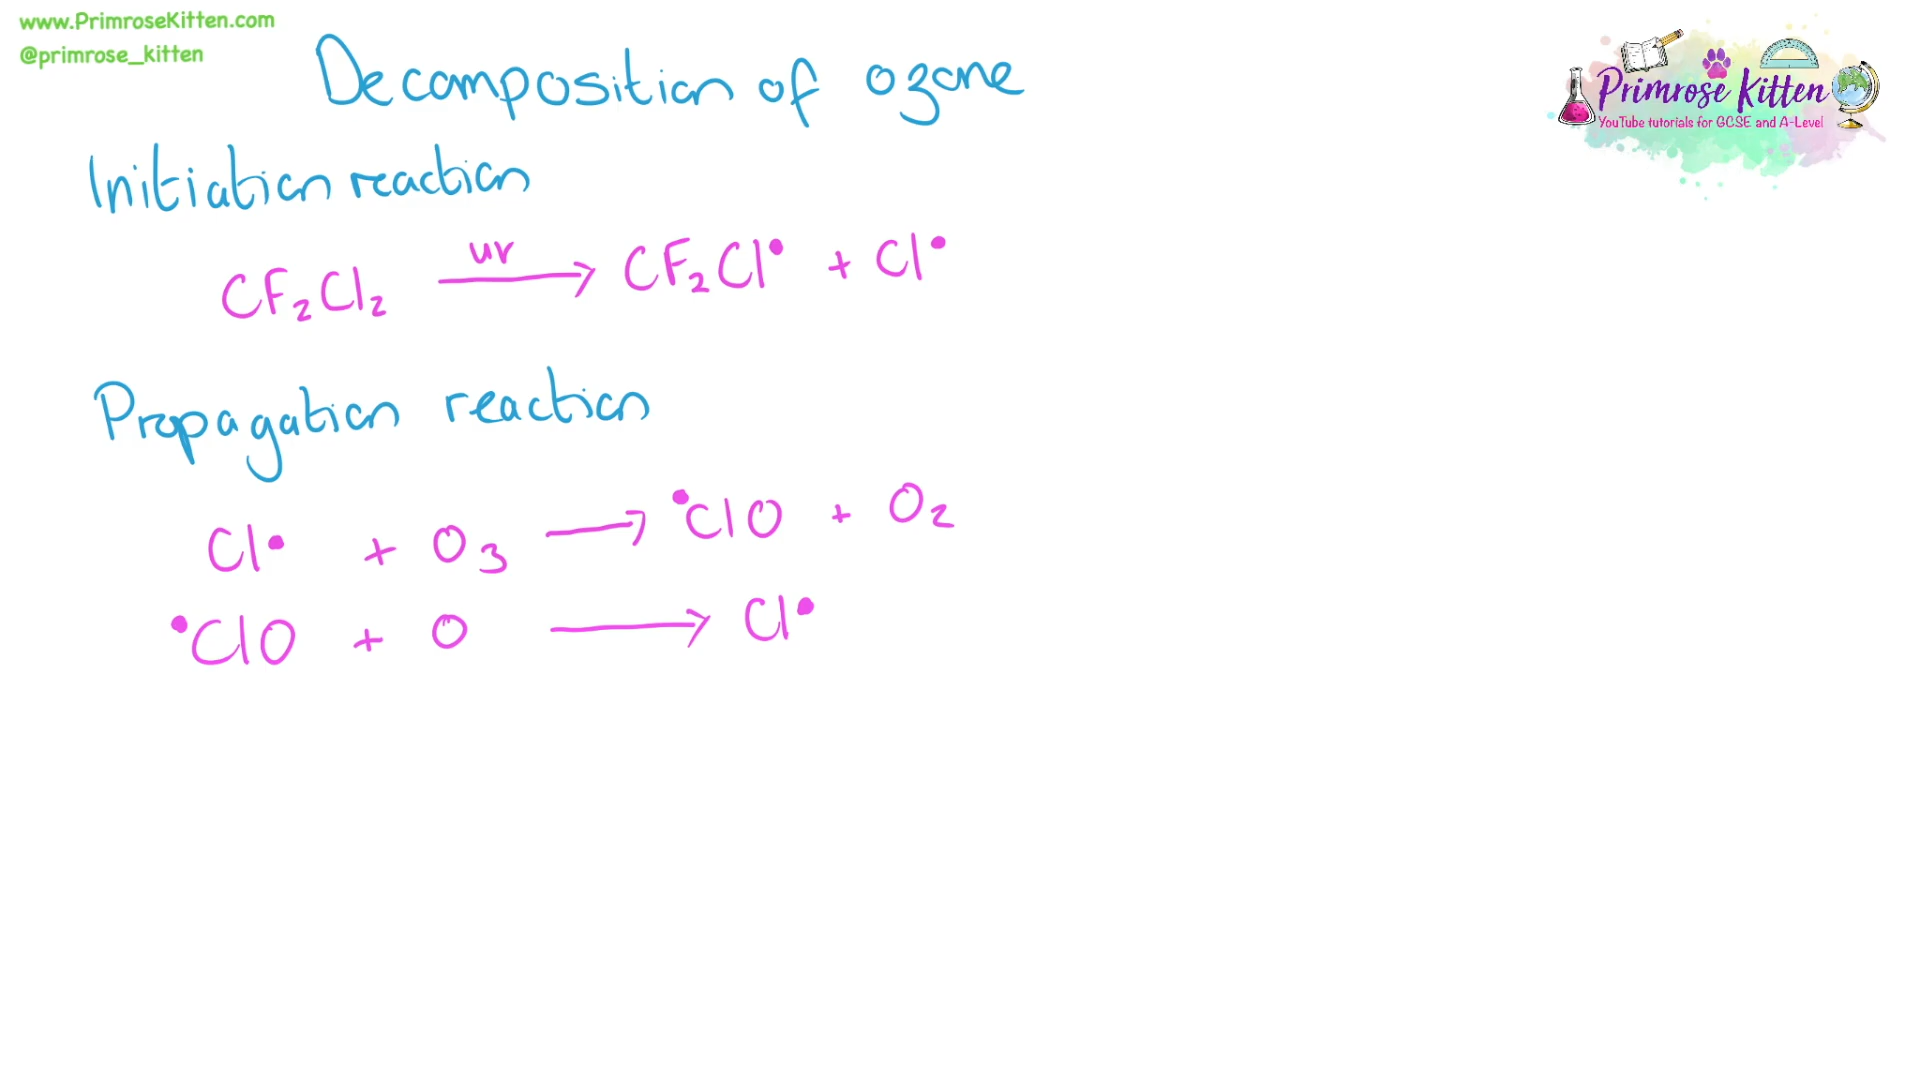 www.PrimroseKitten.com
@primrose_kitten
Decomposition of ozone
Primrose Kitten
YouTube tutorials for GCSE and A-Level
Initiation reaction
CF₂Cl₂ uv → CF₂Cl• + Cl•
Propagation reaction
Cl• + O₃ → •ClO + O₂
•ClO + O → Cl•